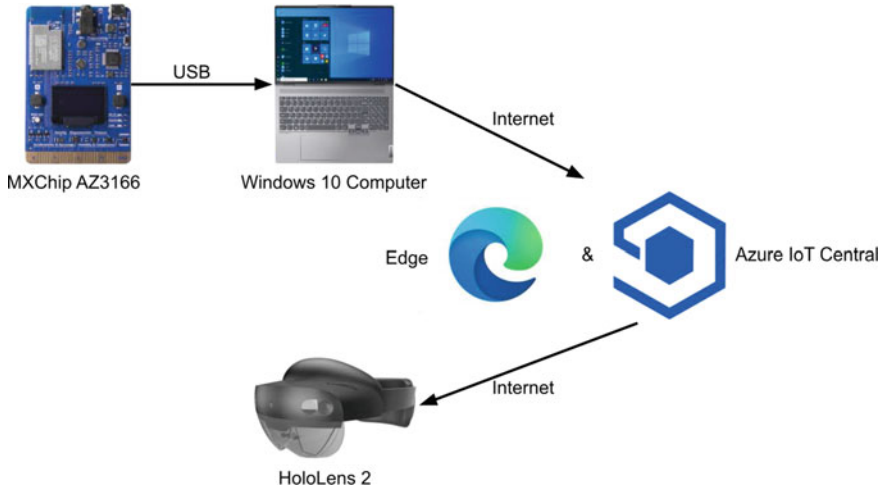 USB
Internet
MXChip AZ3166
Windows 10 Computer
Edge
&
Azure IoT Central
Internet
HoloLens 2